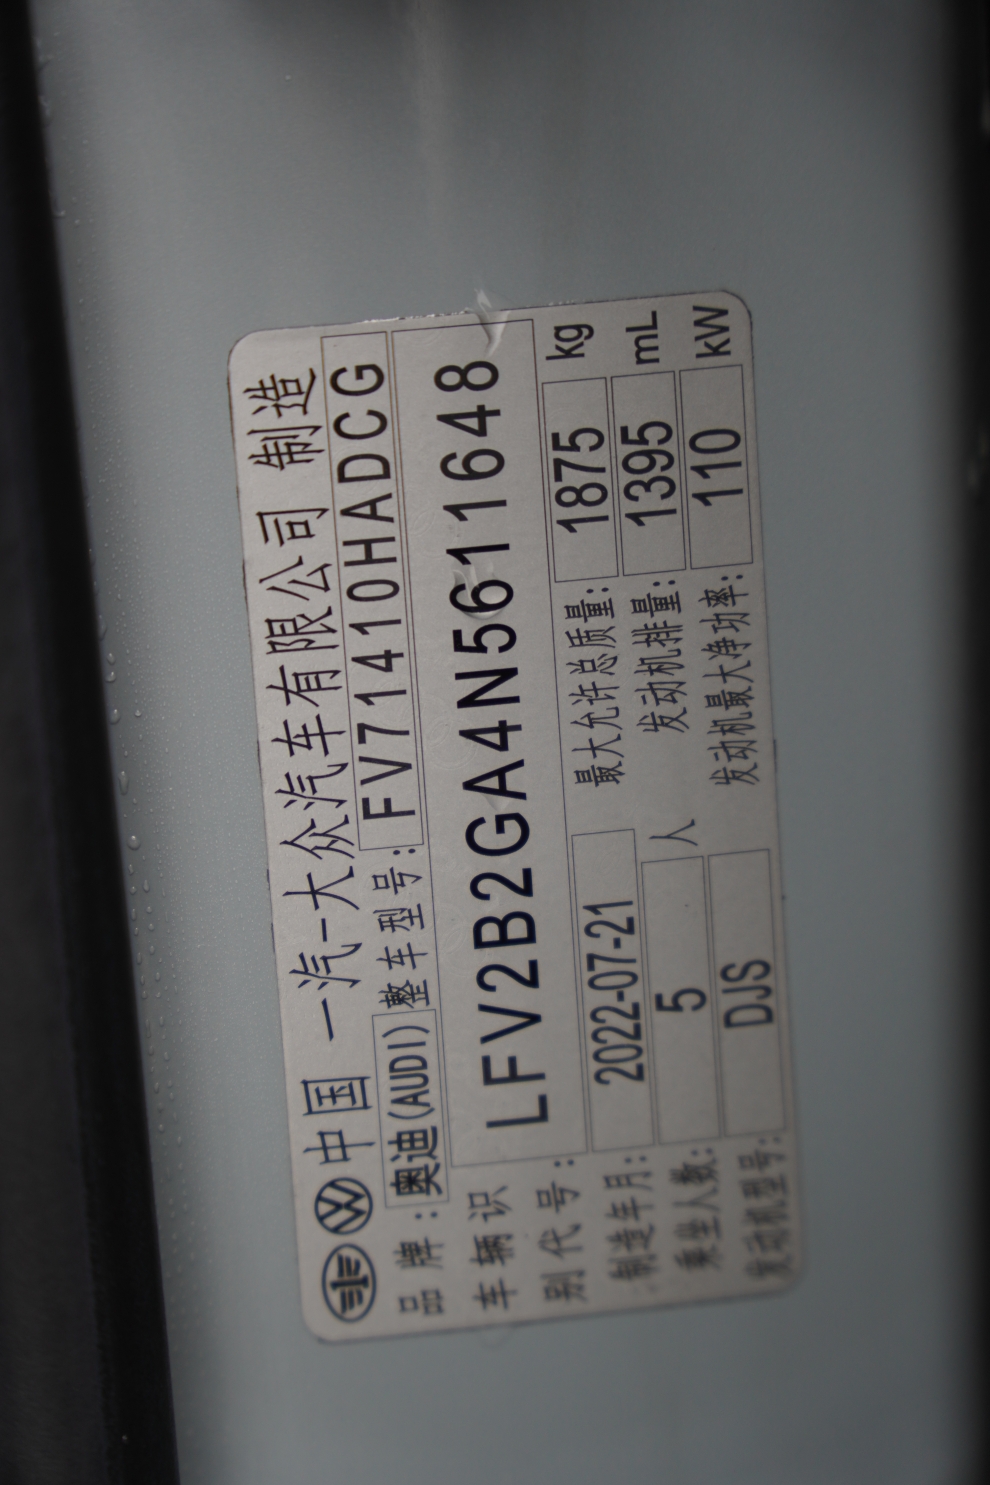 中国 一汽-大众汽车有限公司 制造
品牌: 奥迪(AUDI) 整车型号: FV71410HADCG
车辆识别代号: LFV2B2GA4N5611648
制造年月: 2022-07-21 最大允许总质量: 1875 kg
乘坐人数: 5 人 发动机排量: 1395 mL
发动机型号: DJS 发动机最大净功率: 110 kW